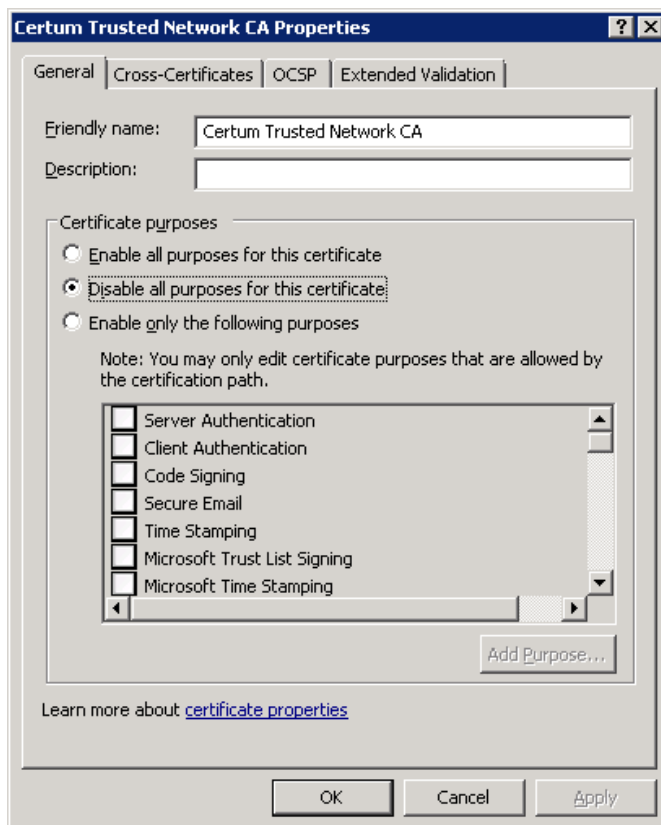 Certum Trusted Network CA Properties
General
Cross-Certificates
OCSP
Extended Validation
Friendly name:
Certum Trusted Network CA
Description:
Certificate purposes
Enable all purposes for this certificate
Disable all purposes for this certificate
Enable only the following purposes
Note: You may only edit certificate purposes that are allowed by
the certification path.
Server Authentication
Client Authentication
Code Signing
Secure Email
Time Stamping
Microsoft Trust List Signing
Microsoft Time Stamping
Add Purpose...
Learn more about certificate properties
OK
Cancel
Apply